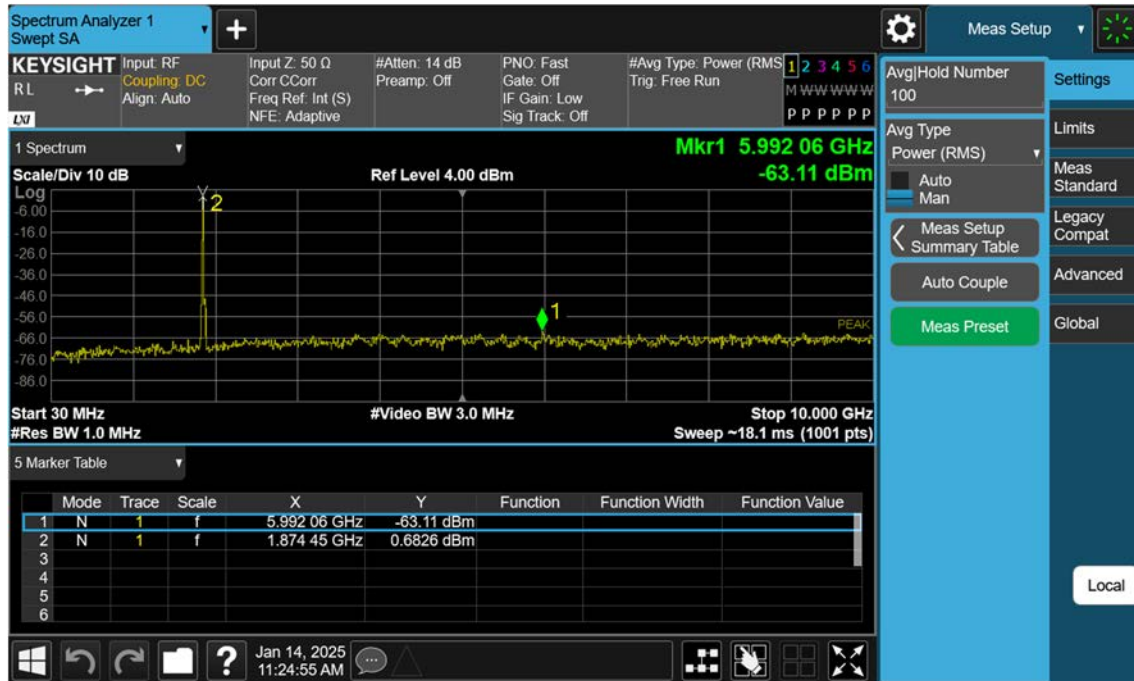 Spectrum Analyzer 1
Swept SA
+
Meas Setup
KEYSIGHT
RL
LXI
Input: RF
Coupling: DC
Align: Auto
Input Z: 50 Ω
Corr CCorr
Freq Ref: Int (S)
NFE: Adaptive
#Atten: 14 dB
Preamp: Off
PNO: Fast
Gate: Off
IF Gain: Low
Sig Track: Off
#Avg Type: Power (RMS)
Trig: Free Run
1 2 3 4 5 6
M W W W W W
P P P P P P
1 Spectrum
Mkr1 5.992 06 GHz
Scale/Div 10 dB
Ref Level 4.00 dBm
-63.11 dBm
Log
-6.00
-16.0
-26.0
-36.0
-46.0
-56.0
-66.0
-76.0
-86.0
2
1
PEAK
Start 30 MHz
#Video BW 3.0 MHz
Stop 10.000 GHz
#Res BW 1.0 MHz
Sweep ~18.1 ms (1001 pts)
5 Marker Table
Mode Trace Scale X Y Function Function Width Function Value
1 N 1 f 5.992 06 GHz -63.11 dBm
2 N 1 f 1.874 45 GHz 0.6826 dBm
3
4
5
6
Avg|Hold Number
100
Avg Type
Power (RMS)
Auto
Man
Meas Setup
Summary Table
Auto Couple
Meas Preset
Settings
Limits
Meas
Standard
Legacy
Compat
Advanced
Global
Local
?
Jan 14, 2025
11:24:55 AM